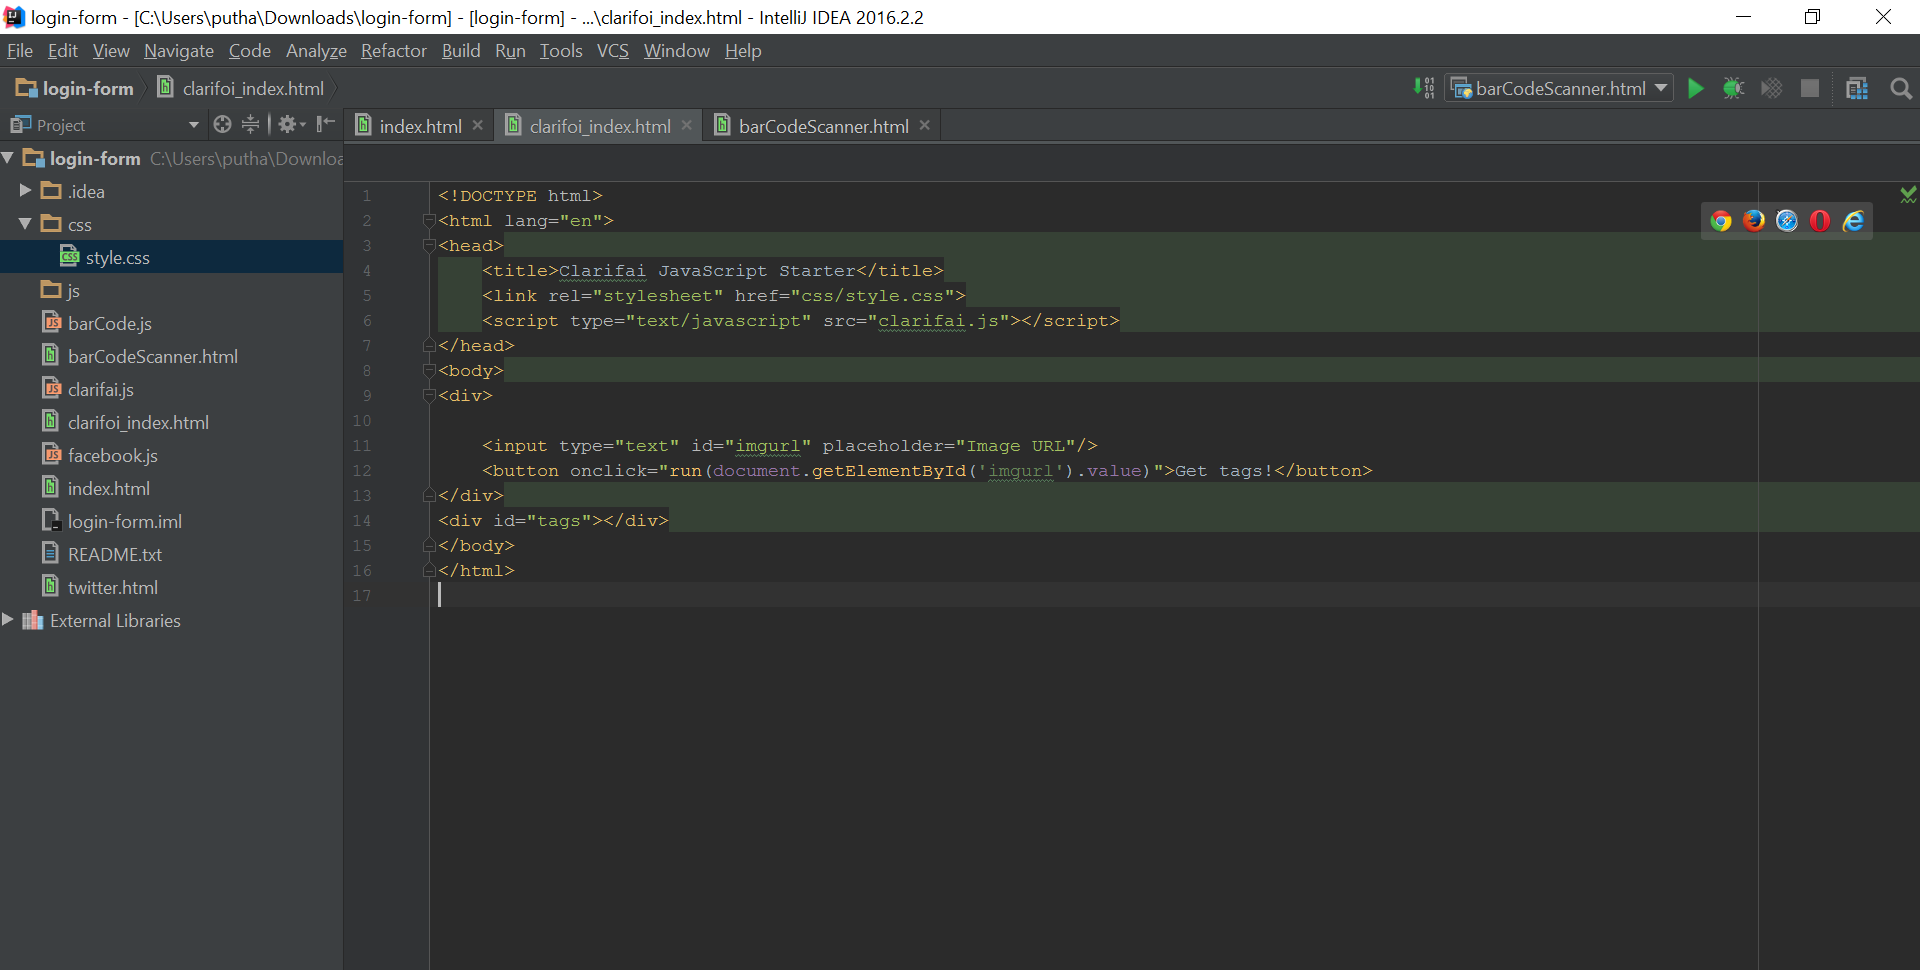 login-form - [C:\Users\putha\Downloads\login-form] - [login-form] - ...\clarifoi_index.html - IntelliJ IDEA 2016.2.2
File Edit View Navigate Code Analyze Refactor Build Run Tools VCS Window Help
login-form clarifoi_index.html barCodeScanner.html
Project index.html clarifoi_index.html barCodeScanner.html
login-form C:\Users\putha\Downloa
.idea
css
style.css
js
barCode.js
barCodeScanner.html
clarifai.js
clarifoi_index.html
facebook.js
index.html
login-form.iml
README.txt
twitter.html
External Libraries
1 <!DOCTYPE html>
2 <html lang="en">
3 <head>
4 <title>Clarifai JavaScript Starter</title>
5 <link rel="stylesheet" href="css/style.css">
6 <script type="text/javascript" src="clarifai.js"></script>
7 </head>
8 <body>
9 <div>
10
11 <input type="text" id="imgurl" placeholder="Image URL"/>
12 <button onclick="run(document.getElementById('imgurl').value)">Get tags!</button>
13 </div>
14 <div id="tags"></div>
15 </body>
16 </html>
17